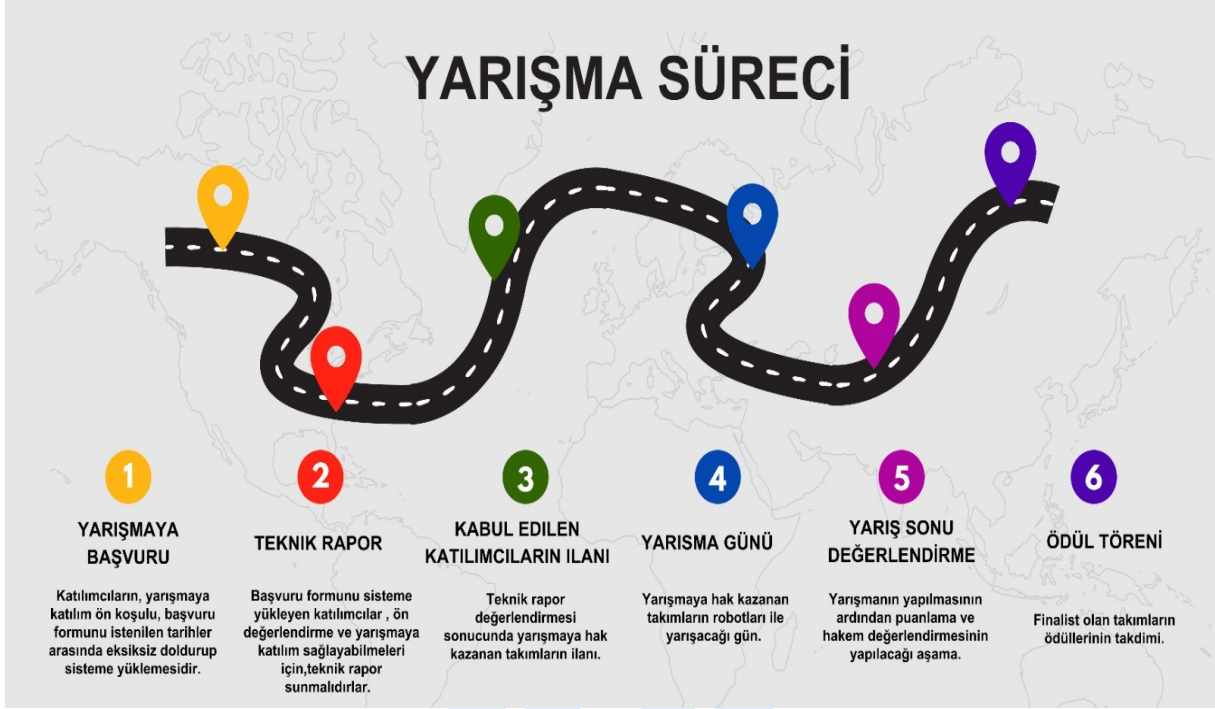 YARIŞMA SÜRECİ
1
YARIŞMAYA
BAŞVURU
Katılımcıların, yarışmaya
katılım ön koşulu, başvuru
formunu istenilen tarihler
arasında eksiksiz doldurup
sisteme yüklemesidir.
2
TEKNIK RAPOR
Başvuru formunu sisteme
yükleyen katılımcılar , ön
değerlendirme ve yarışmaya
katılım sağlayabilmeleri
için,teknik rapor
sunmalıdırlar.
3
KABUL EDILEN
KATILIMCILARIN ILANI
Teknik rapor
değerlendirmesi
sonucunda yarışmaya hak
kazanan takımların ilanı.
4
YARISMA GÜNÜ
Yarışmaya hak kazanan
takımların robotları ile
yarışacağı gün.
5
YARIŞ SONU
DEĞERLENDİRME
Yarışmanın yapılmasının
ardından puanlama ve
hakem değerlendirmesinin
yapılacağı aşama.
6
ÖDÜL TÖRENİ
Finalist olan takımların
ödüllerinin takdimi.